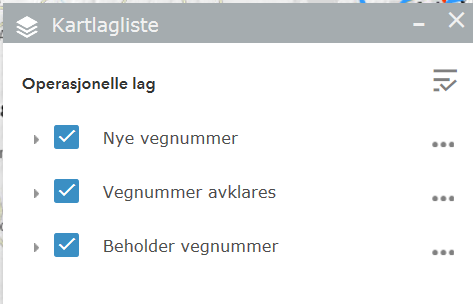 Kartlagliste
Operasjonelle lag
Nye vegnummer
Vegnummer avklares
Beholder vegnummer